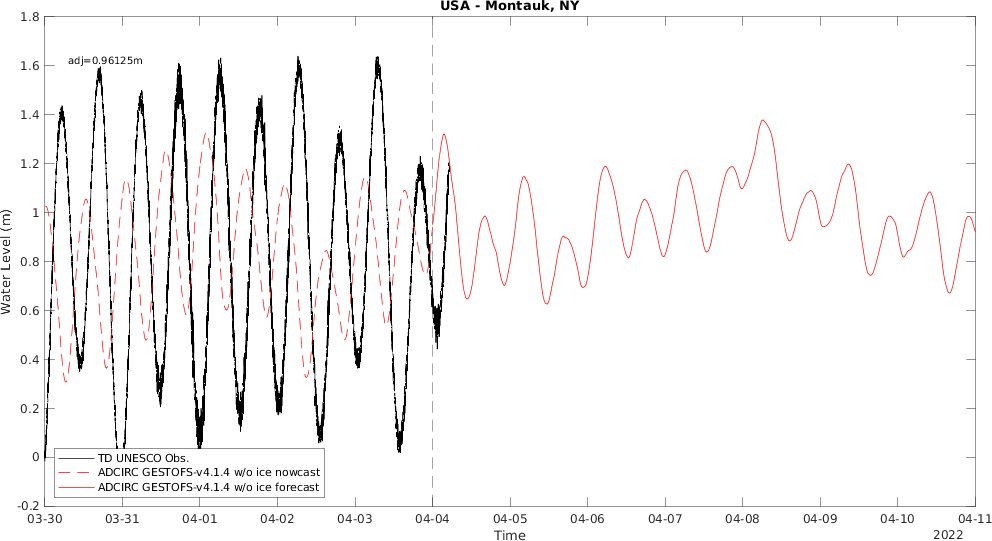 USA - Montauk, NY
1.8
1.6
1.4
1.2
1
0.8
0.6
0.4
0.2
0
-0.2
Water Level (m)
adj=0.96125m
TD UNESCO Obs.
ADCIRC GESTOFS-v4.1.4 w/o ice nowcast
ADCIRC GESTOFS-v4.1.4 w/o ice forecast
03-30 03-31 04-01 04-02 04-03 04-04 04-05 04-06 04-07 04-08 04-09 04-10 04-11
Time
2022